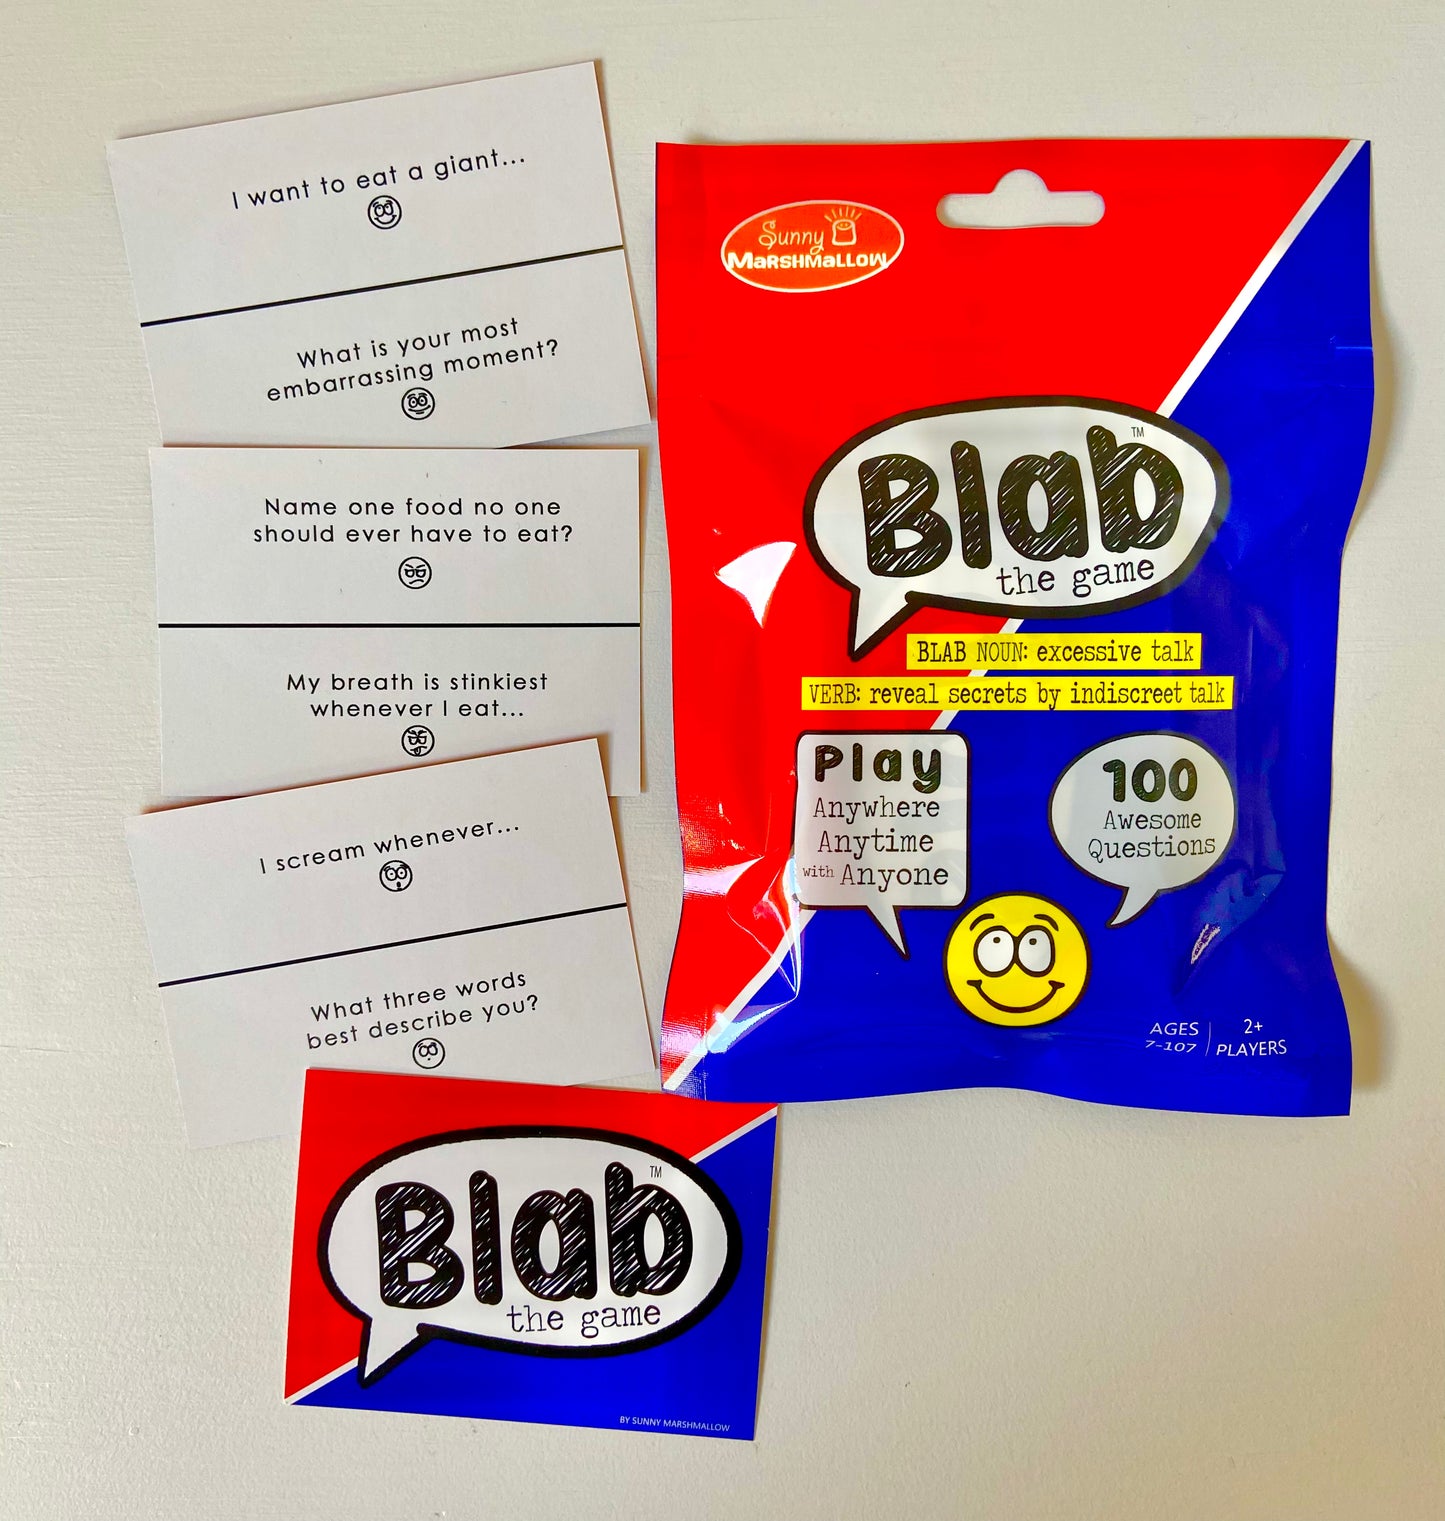 I want to eat a giant...
What is your most
embarrassing moment?
Name one food no one
should ever have to eat?
My breath is stinkiest
whenever I eat...
I scream whenever...
What three words
best describe you?
Sunny
MARSHMALLOW
Blab™
the game
BLAB NOUN: excessive talk
VERB: reveal secrets by indiscreet talk
Play
Anywhere
Anytime
with Anyone
100
Awesome
Questions
AGES
7-107
2+
PLAYERS
Blab™
the game
BY SUNNY MARSHMALLOW